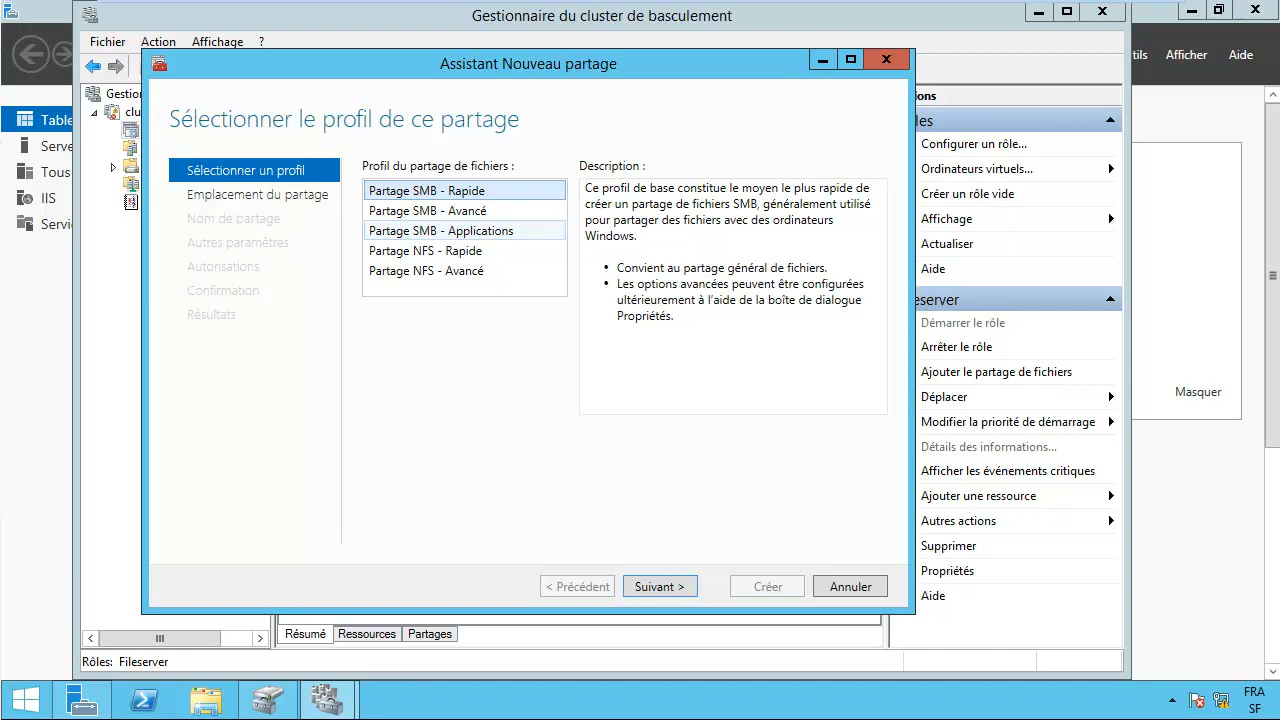 Gestionnaire du cluster de basculement
Fichier Action Affichage ?
tils Afficher Aide
Assistant Nouveau partage
Gestion
clu
Table
Serve
Tous
IIS
Servic
Sélectionner le profil de ce partage
Sélectionner un profil
Emplacement du partage
Nom de partage
Autres paramètres
Autorisations
Confirmation
Résultats
Profil du partage de fichiers :
Partage SMB - Rapide
Partage SMB - Avancé
Partage SMB - Applications
Partage NFS - Rapide
Partage NFS - Avancé
Description :
Ce profil de base constitue le moyen le plus rapide de
créer un partage de fichiers SMB, généralement utilisé
pour partager des fichiers avec des ordinateurs
Windows.
• Convient au partage général de fichiers.
• Les options avancées peuvent être configurées
ultérieurement à l'aide de la boîte de dialogue
Propriétés.
< Précédent Suivant > Créer Annuler
ons
les
Configurer un rôle...
Ordinateurs virtuels...
Créer un rôle vide
Affichage
Actualiser
Aide
eserver
Démarrer le rôle
Arrêter le rôle
Ajouter le partage de fichiers
Déplacer
Modifier la priorité de démarrage
Détails des informations...
Afficher les événements critiques
Ajouter une ressource
Autres actions
Supprimer
Propriétés
Aide
Masquer
Résumé Ressources Partages
Rôles: Fileserver
FRA
SF